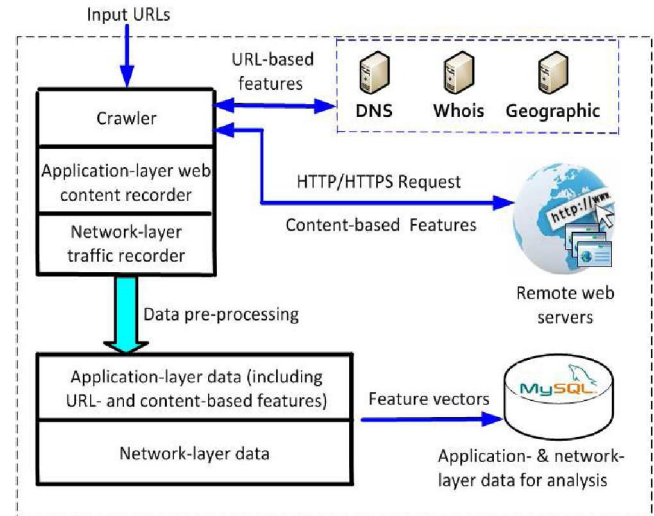 Input URLs
URL-based
features
DNS
Whois
Geographic
Crawler
Application-layer web
content recorder
Network-layer
traffic recorder
HTTP/HTTPS Request
Content-based Features
http://www.
Remote web
servers
Data pre-processing
Application-layer data (including
URL- and content-based features)
Network-layer data
Feature vectors
MySQL
Application- & network-
layer data for analysis